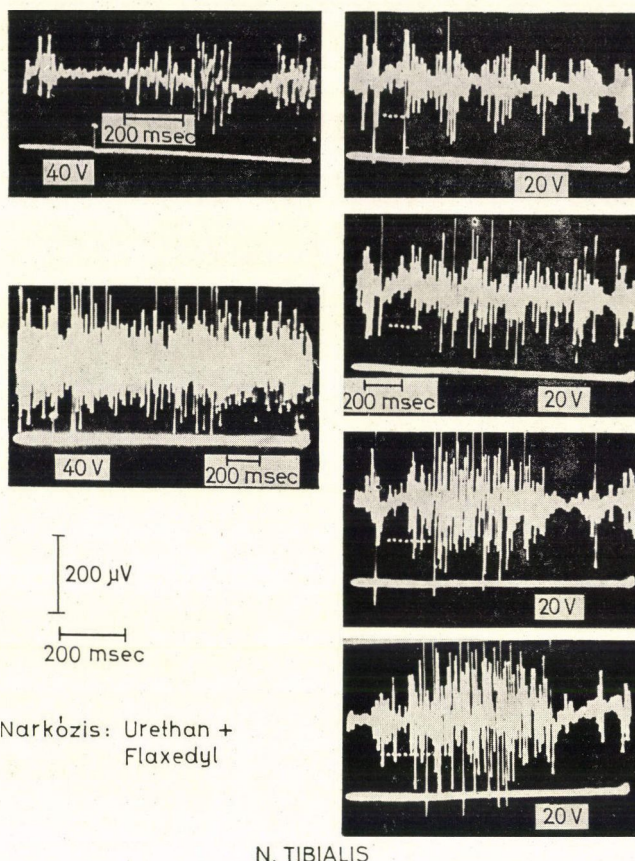 200 msec
40 V
20 V
200 msec
20 V
40 V
200 msec
20 V
200 µV
200 msec
20 V
Narkózis: Urethan +
Flaxedyl
N. TIBIALIS